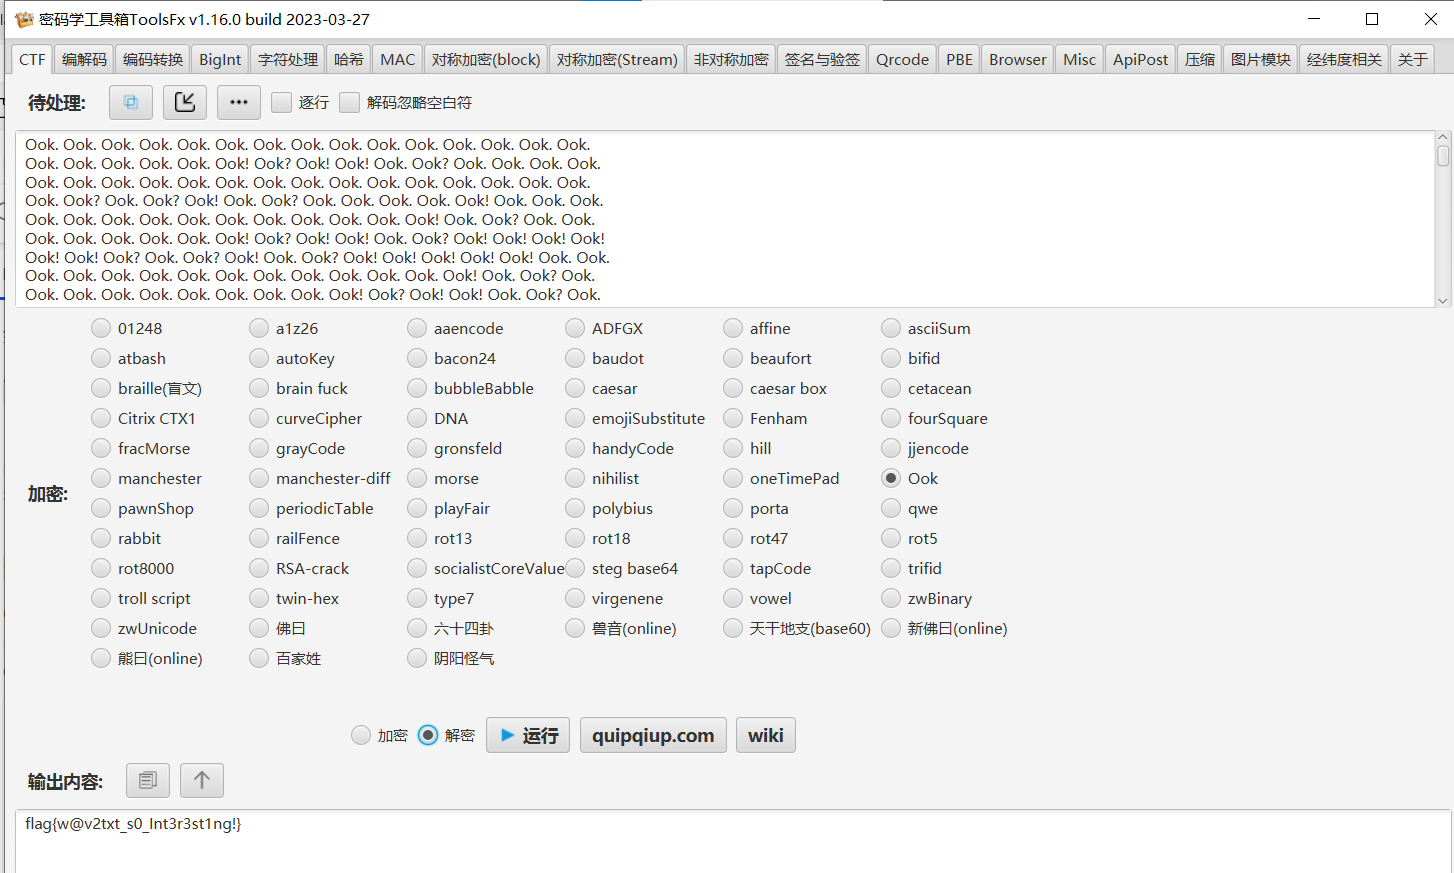 密码学工具箱ToolsFx v1.16.0 build 2023-03-27
CTF 编解码 编码转换 BigInt 字符处理 哈希 MAC 对称加密(block) 对称加密(Stream) 非对称加密 签名与验签 Qrcode PBE Browser Misc ApiPost 压缩 图片模块 经纬度相关 关于
待处理: 逐行 解码忽略空白符
Ook. Ook. Ook. Ook. Ook. Ook. Ook. Ook. Ook. Ook. Ook. Ook. Ook. Ook. Ook.
Ook. Ook. Ook. Ook. Ook. Ook! Ook? Ook! Ook! Ook. Ook? Ook. Ook. Ook. Ook.
Ook. Ook. Ook. Ook. Ook. Ook. Ook. Ook. Ook. Ook. Ook. Ook. Ook. Ook. Ook.
Ook. Ook? Ook. Ook? Ook! Ook. Ook? Ook. Ook. Ook. Ook. Ook! Ook. Ook. Ook.
Ook. Ook. Ook. Ook. Ook. Ook. Ook. Ook. Ook. Ook. Ook! Ook. Ook? Ook. Ook.
Ook. Ook. Ook. Ook. Ook. Ook! Ook? Ook! Ook! Ook. Ook? Ook! Ook! Ook! Ook!
Ook! Ook! Ook? Ook. Ook? Ook! Ook. Ook? Ook! Ook! Ook! Ook! Ook! Ook. Ook.
Ook. Ook. Ook. Ook. Ook. Ook. Ook. Ook. Ook. Ook. Ook. Ook! Ook. Ook? Ook.
Ook. Ook. Ook. Ook. Ook. Ook. Ook. Ook. Ook! Ook? Ook! Ook! Ook. Ook? Ook.
01248 a1z26 aaencode ADFGX affine asciiSum
atbash autoKey bacon24 baudot beaufort bifid
braille(盲文) brain fuck bubbleBabble caesar caesar box cetacean
Citrix CTX1 curveCipher DNA emojiSubstitute Fenham fourSquare
fracMorse grayCode gronsfeld handyCode hill jjencode
加密: manchester manchester-diff morse nihilist oneTimePad Ook
pawnShop periodicTable playFair polybius porta qwe
rabbit railFence rot13 rot18 rot47 rot5
rot8000 RSA-crack socialistCoreValue steg base64 tapCode trifid
troll script twin-hex type7 virgenene vowel zwBinary
zwUnicode 佛曰 六十四卦 兽音(online) 天干地支(base60) 新佛曰(online)
熊曰(online) 百家姓 阴阳怪气
加密 解密 运行 quipqiup.com wiki
输出内容:
flag{w@v2txt_s0_Int3r3st1ng!}